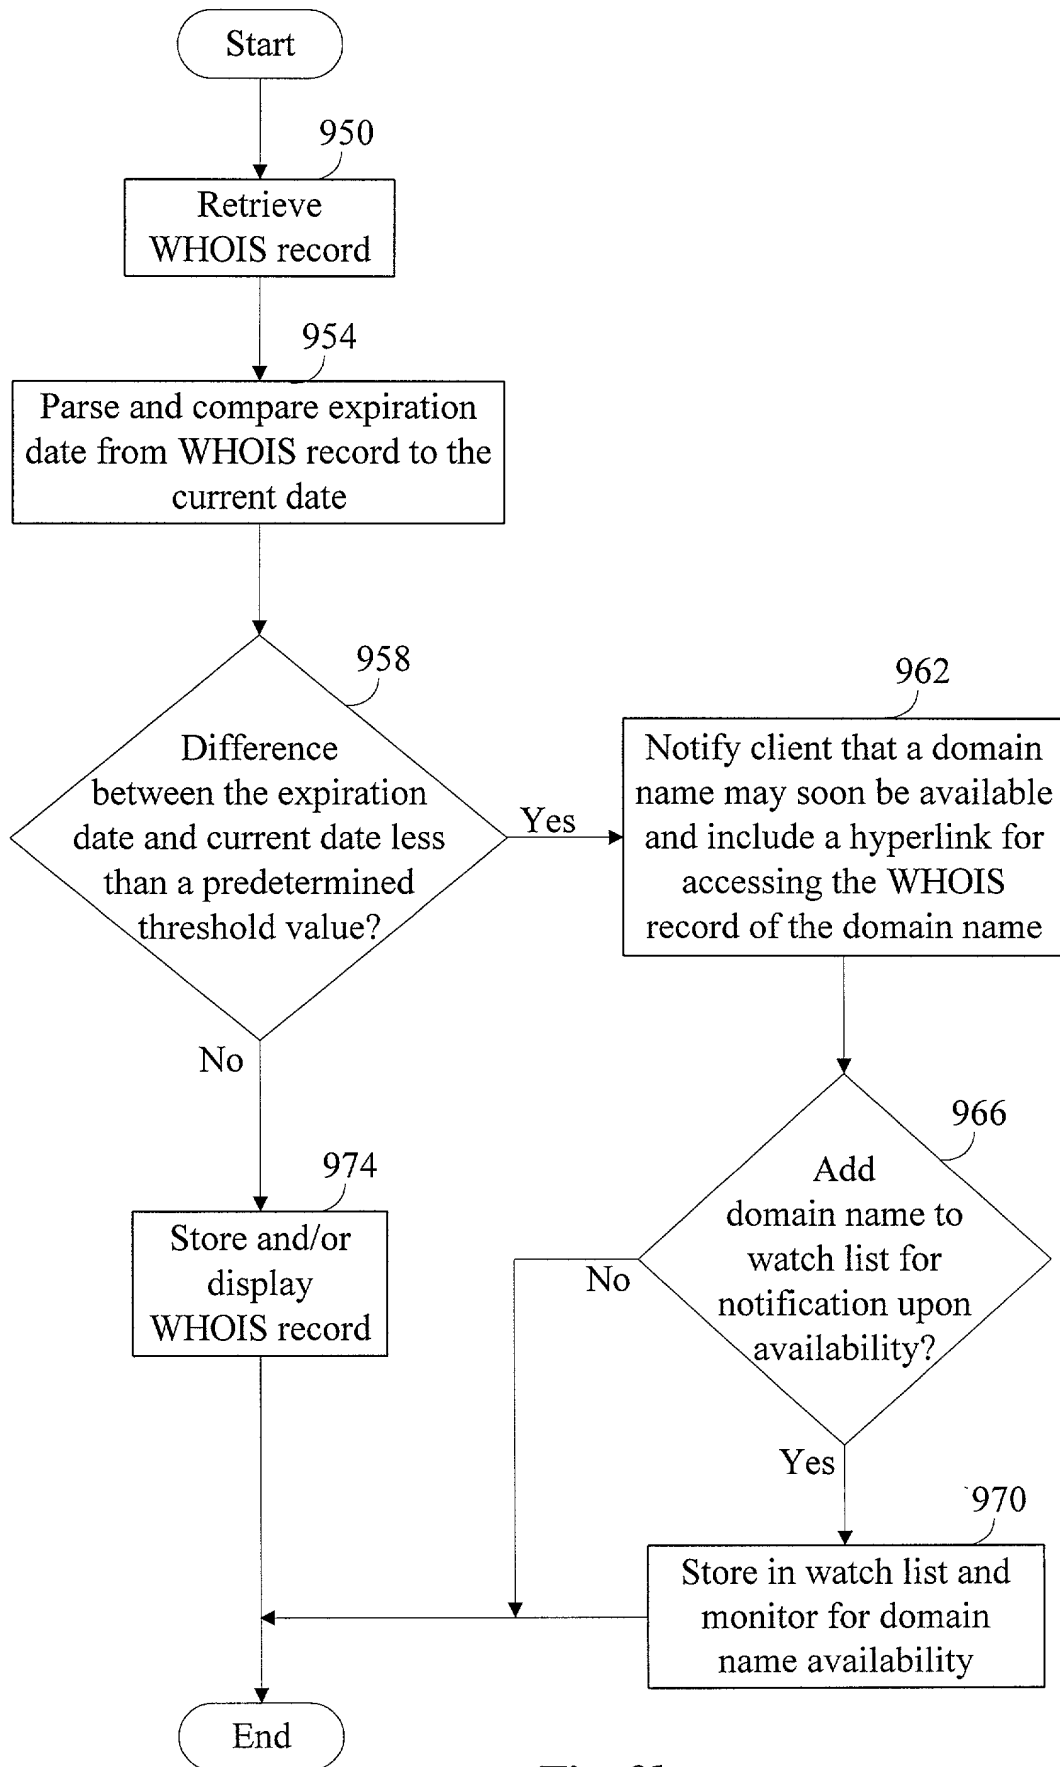 Start
950
Retrieve
WHOIS record
954
Parse and compare expiration
date from WHOIS record to the
current date
958
Difference
between the expiration
date and current date less
than a predetermined
threshold value?
Yes
962
Notify client that a domain
name may soon be available
and include a hyperlink for
accessing the WHOIS
record of the domain name
No
966
Add
domain name to
watch list for
notification upon
availability?
No
Yes
974
Store and/or
display
WHOIS record
970
Store in watch list and
monitor for domain
name availability
End